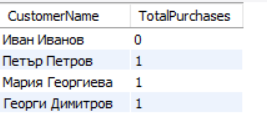 CustomerName TotalPurchases
Иван Иванов 0
Петър Петров 1
Мария Георгиева 1
Георги Димитров 1